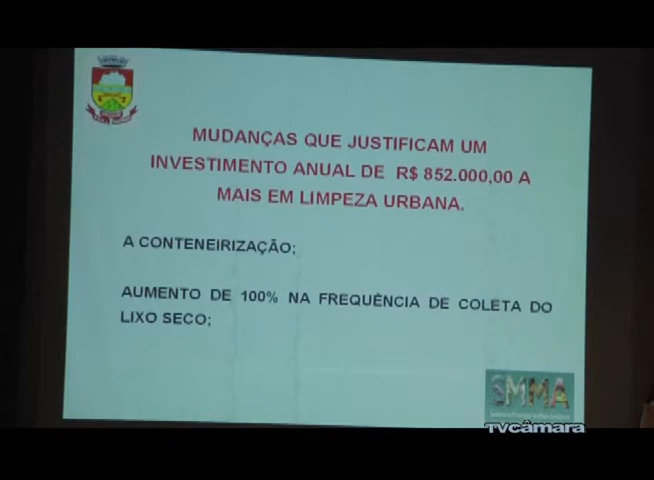 MUDANÇAS QUE JUSTIFICAM UM
INVESTIMENTO ANUAL DE R$ 852.000,00 A
MAIS EM LIMPEZA URBANA.
A CONTENEIRIZAÇÃO;
AUMENTO DE 100% NA FREQUÊNCIA DE COLETA DO
LIXO SECO;
SMMA
TVcâmara